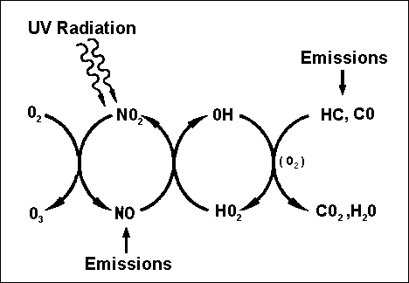 UV Radiation
Emissions
O₂ NO₂ OH HC, CO
(O₂)
O₃ NO HO₂ CO₂,H₂O
Emissions